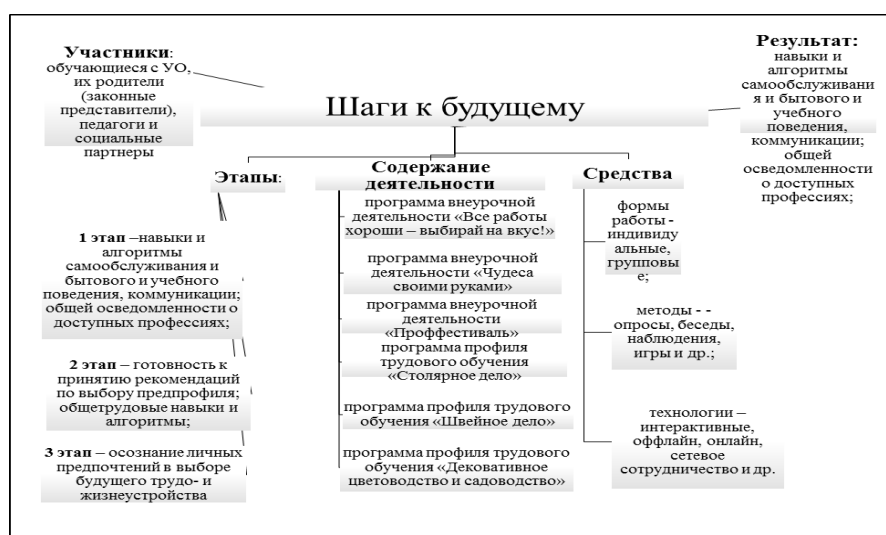 Участники:
обучающиеся с УО,
их родители
(законные
представители),
педагоги и
социальные
партнеры
Шаги к будущему
Результат:
навыки и
алгоритмы
самообслуживани
я и бытового и
учебного
поведения,
коммуникации;
общей
осведомленности
о доступных
профессиях;
Этапы:
1 этап –навыки и
алгоритмы
самообслуживания и
бытового и учебного
поведения, коммуникации;
общей осведомленности о
доступных профессиях;
2 этап – готовность к
принятию рекомендаций
по выбору предпрофиля;
общетрудовые навыки и
алгоритмы;
3 этап – осознание личных
предпочтений в выборе
будущего трудо- и
жизнеустройства
Содержание
деятельности
программа внеурочной
деятельности «Все работы
хороши – выбирай на вкус!»
программа внеурочной
деятельности «Чудеса
своими руками»
программа внеурочной
деятельности
«Проффестиваль»
программа профиля
трудового обучения
«Столярное дело»
программа профиля трудового
обучения «Швейное дело»
программа профиля трудового
обучения «Дековативное
цветоводство и садоводство»
Средства
формы
работы -
индивиду
альные,
групповы
е;
методы - -
опросы, беседы,
наблюдения,
игры и др.;
технологии –
интерактивные,
оффлайн, онлайн,
сетевое
сотрудничество и др.